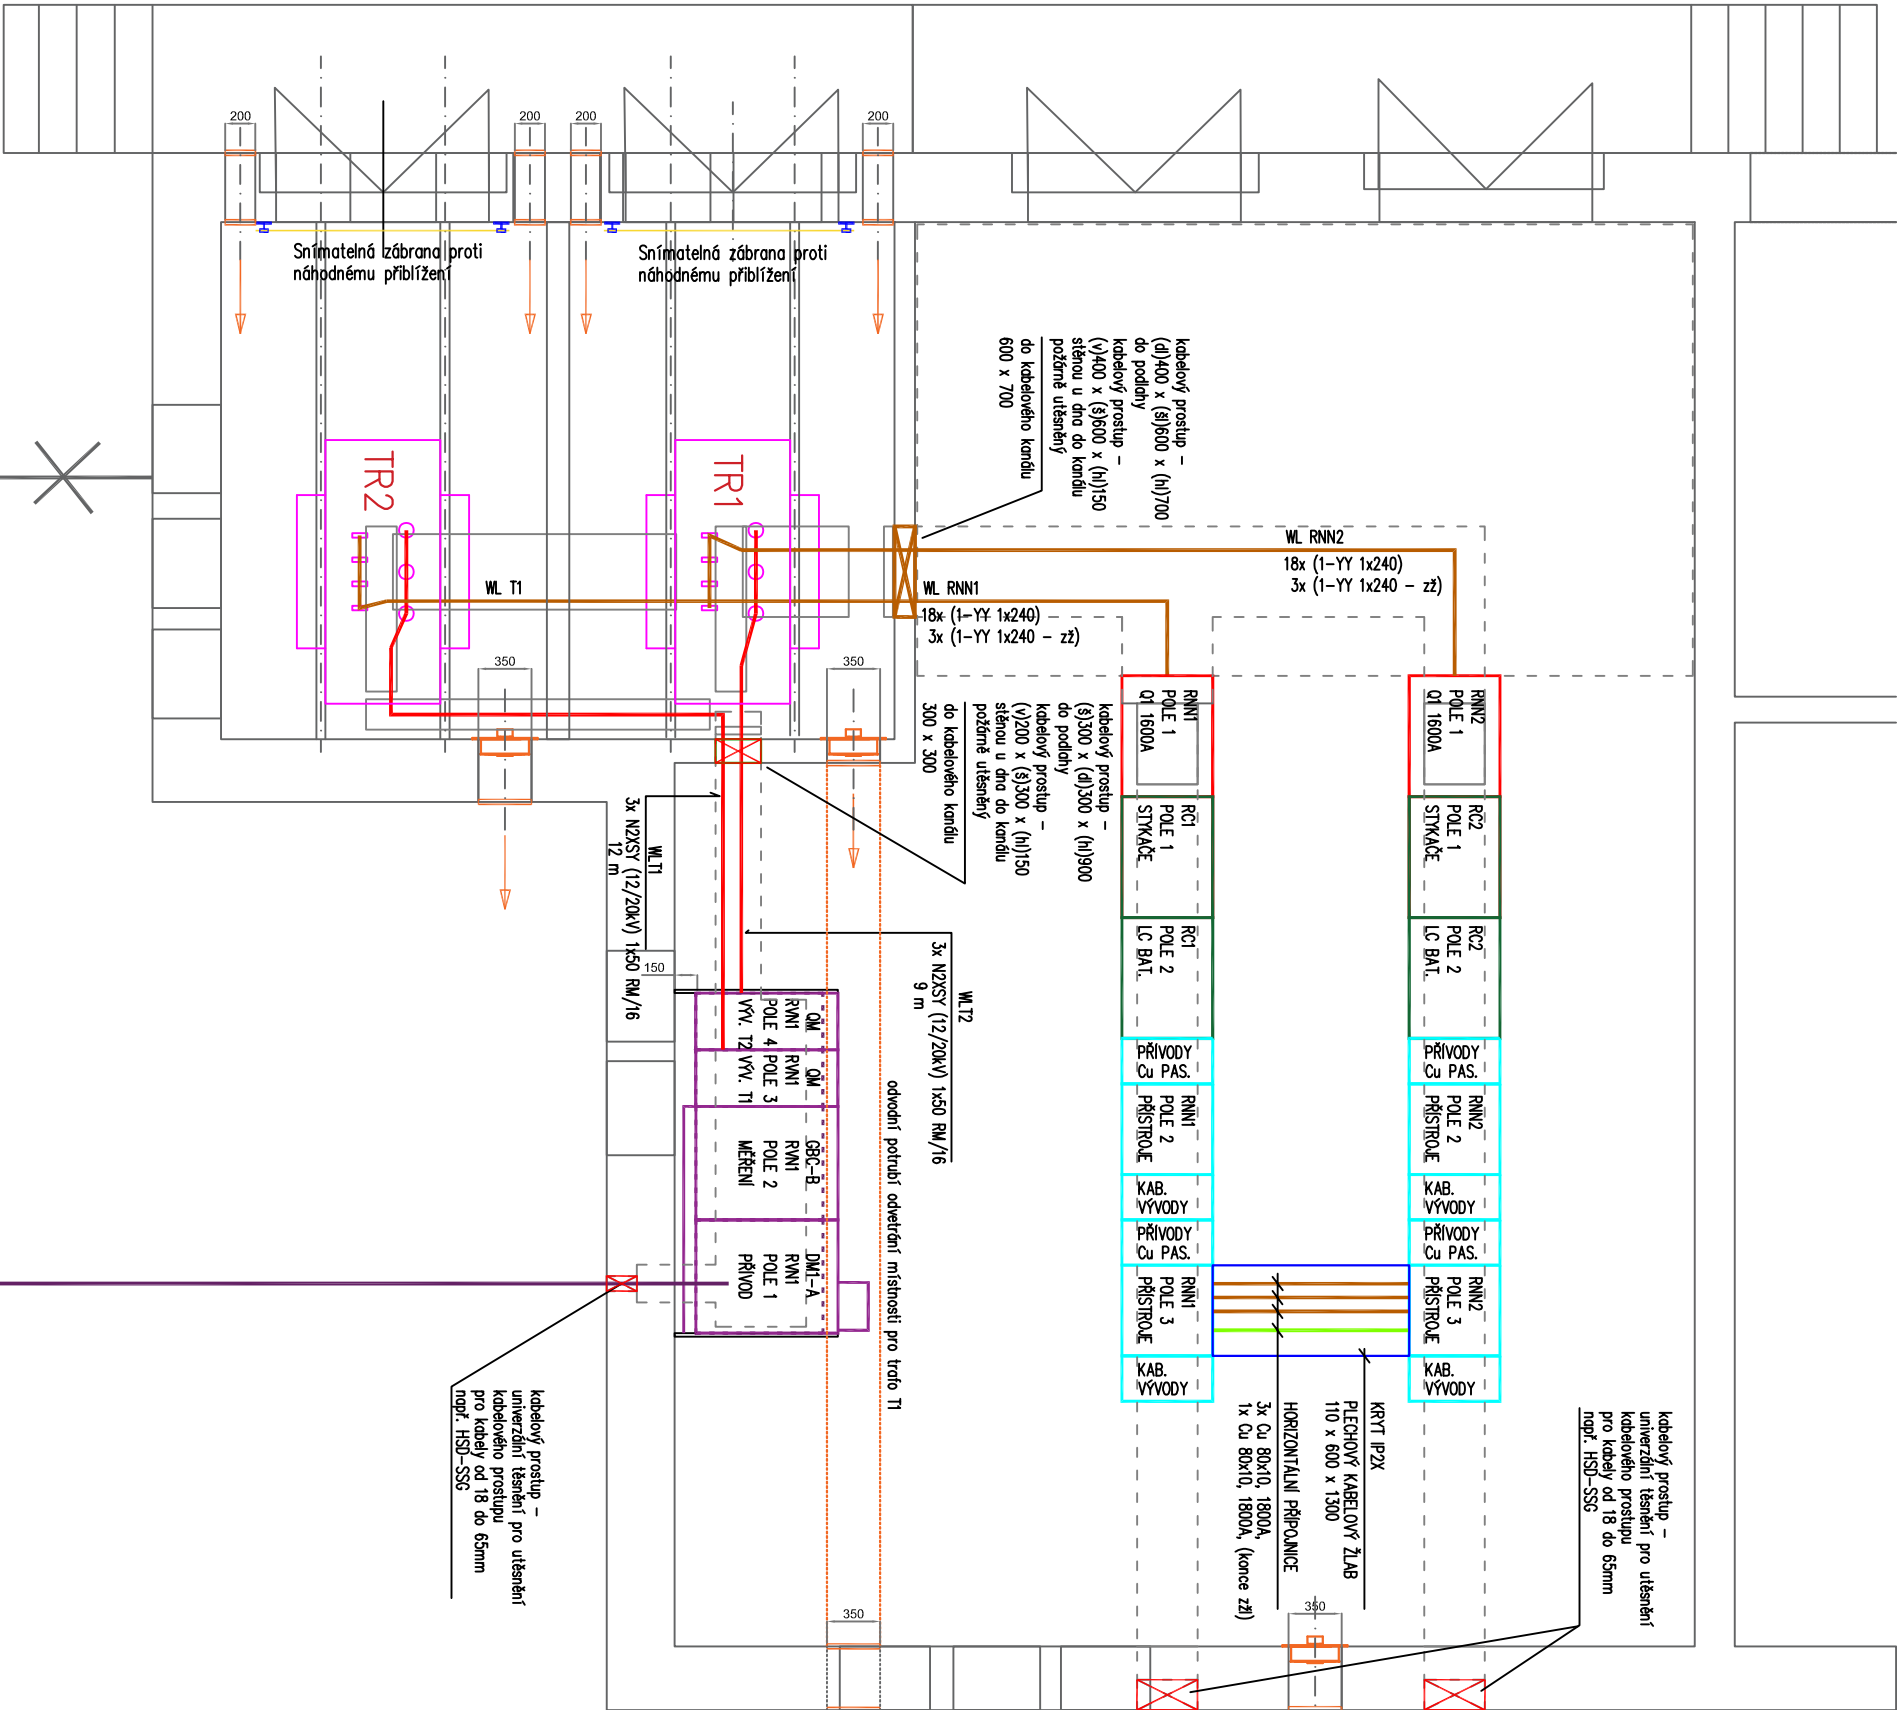 200
200
200
200
Snímatelná zábrana proti
náhodnému přiblížení
Snímatelná zábrana proti
náhodnému přiblížení
kabelový prostup –
(dl)400 x (šl)600 x (hl)700
do podlahy
kabelový prostup –
(v)400 x (š)600 x (hl)150
stěnou u dna do kanálu
požárně utěsněný
do kabelového kanálu
600 x 700
TR2
TR1
WL RNN2
18x (1–YY 1x240)
3x (1–YY 1x240 – zž)
WL T1
WL RNN1
18x (1–YY 1x240)
3x (1–YY 1x240 – zž)
350
350
kabelový prostup –
(š)300 x (dl)300 x (hl)900
do podlahy
kabelový prostup –
(v)200 x (š)300 x (hl)150
stěnou u dna do kanálu
požárně utěsněný
do kabelového kanálu
300 x 300
RNN1
POLE 1
Q1 1600A
RNN2
POLE 1
Q1 1600A
RC1
POLE 1
STYKAČE
RC2
POLE 1
STYKAČE
RC1
POLE 2
LC BAT.
RC2
POLE 2
LC BAT.
WLT1
3x N2XSY (12/20kV) 1x50 RM/16
12 m
WLT2
3x N2XSY (12/20kV) 1x50 RM/16
9 m
150
QM
RVN1
POLE 4
VÝV. T2
QM
RVN1
POLE 3
VÝV. T1
GBC–B
RVN1
POLE 2
MĚŘENÍ
DM1–A
RVN1
POLE 1
PŘÍVOD
odvodní potrubí odvetrání místnosti pro trafo T1
PŘÍVODY
Cu PAS.
PŘÍVODY
Cu PAS.
RNN1
POLE 2
PŘÍSTROJE
RNN2
POLE 2
PŘÍSTROJE
KAB.
VÝVODY
KAB.
VÝVODY
PŘÍVODY
Cu PAS.
PŘÍVODY
Cu PAS.
RNN1
POLE 3
PŘÍSTROJE
RNN2
POLE 3
PŘÍSTROJE
KAB.
VÝVODY
KAB.
VÝVODY
KRYT IP2X
PLECHOVÝ KABELOVÝ ŽLAB
110 x 600 x 1300
HORIZONTÁLNÍ PŘÍPOJNICE
3x Cu 80x10, 1800A,
1x Cu 80x10, 1800A, (konce zžl)
kabelový prostup –
univerzální těsnění pro utěsnění
kabelového prostupu
pro kabely od 18 do 65mm
např. HSD–SSG
kabelový prostup –
univerzální těsnění pro utěsnění
kabelového prostupu
pro kabely od 18 do 65mm
např. HSD–SSG
350
350